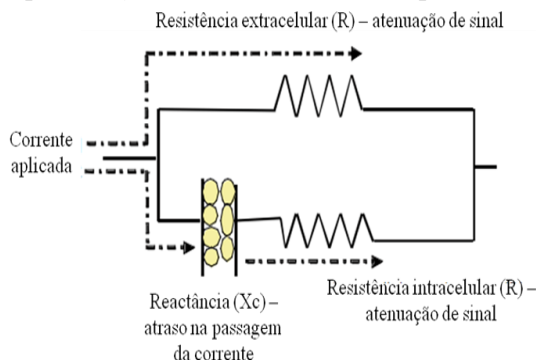 Resistência extracelular (R) – atenuação de sinal
Corrente
aplicada
Resistência intracelular (R) –
atenuação de sinal
Reactância (Xc) –
atraso na passagem
da corrente